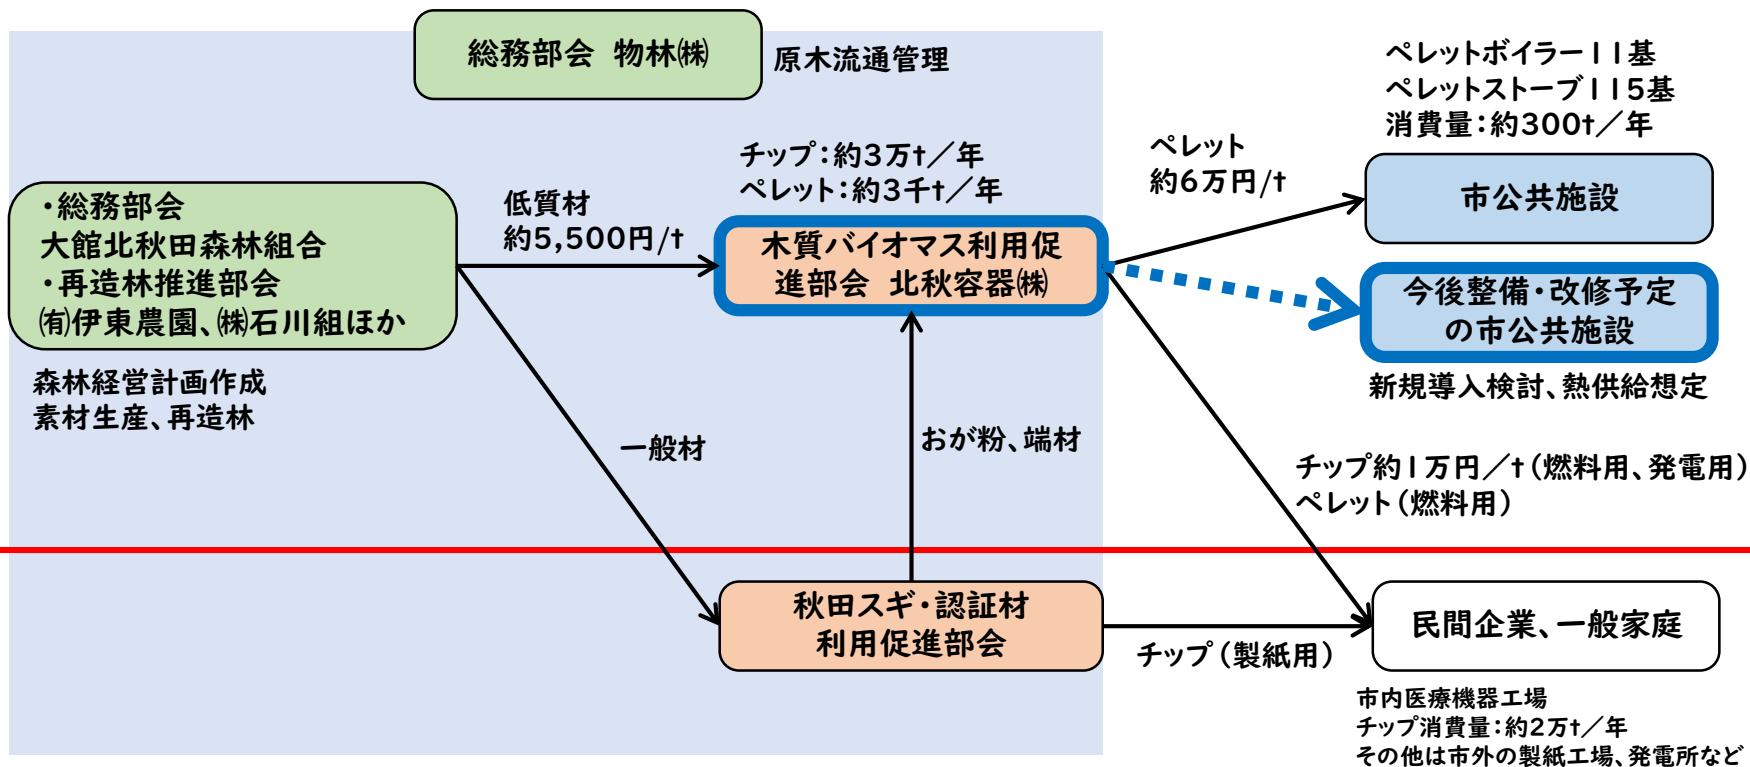 総務部会 物林㈱
原木流通管理
ペレットボイラー11基
ペレットストーブ115基
消費量：約300t／年
チップ：約3万t／年
ペレット：約3千t／年
ペレット
約6万円/t
市公共施設
・総務部会
大館北秋田森林組合
・再造林推進部会
㈲伊東農園、㈱石川組ほか
低質材
約5,500円/t
木質バイオマス利用促
進部会 北秋容器㈱
今後整備・改修予定
の市公共施設
新規導入検討、熱供給想定
森林経営計画作成
素材生産、再造林
一般材
おが粉、端材
チップ約1万円／t（燃料用、発電用）
ペレット（燃料用）
秋田スギ・認証材
利用促進部会
チップ（製紙用）
民間企業、一般家庭
市内医療機器工場
チップ消費量：約2万t／年
その他は市外の製紙工場、発電所など